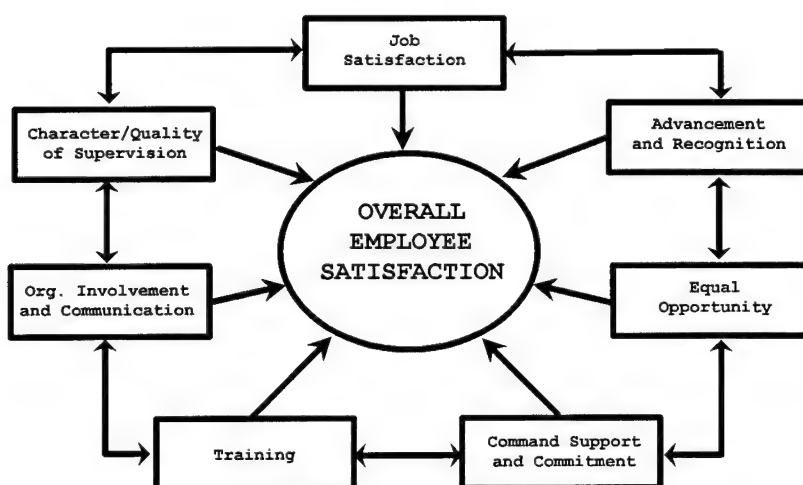 Job
Satisfaction
Character/Quality
of Supervision
Advancement
and Recognition
OVERALL
EMPLOYEE
SATISFACTION
Org. Involvement
and Communication
Equal
Opportunity
Training
Command Support
and Commitment